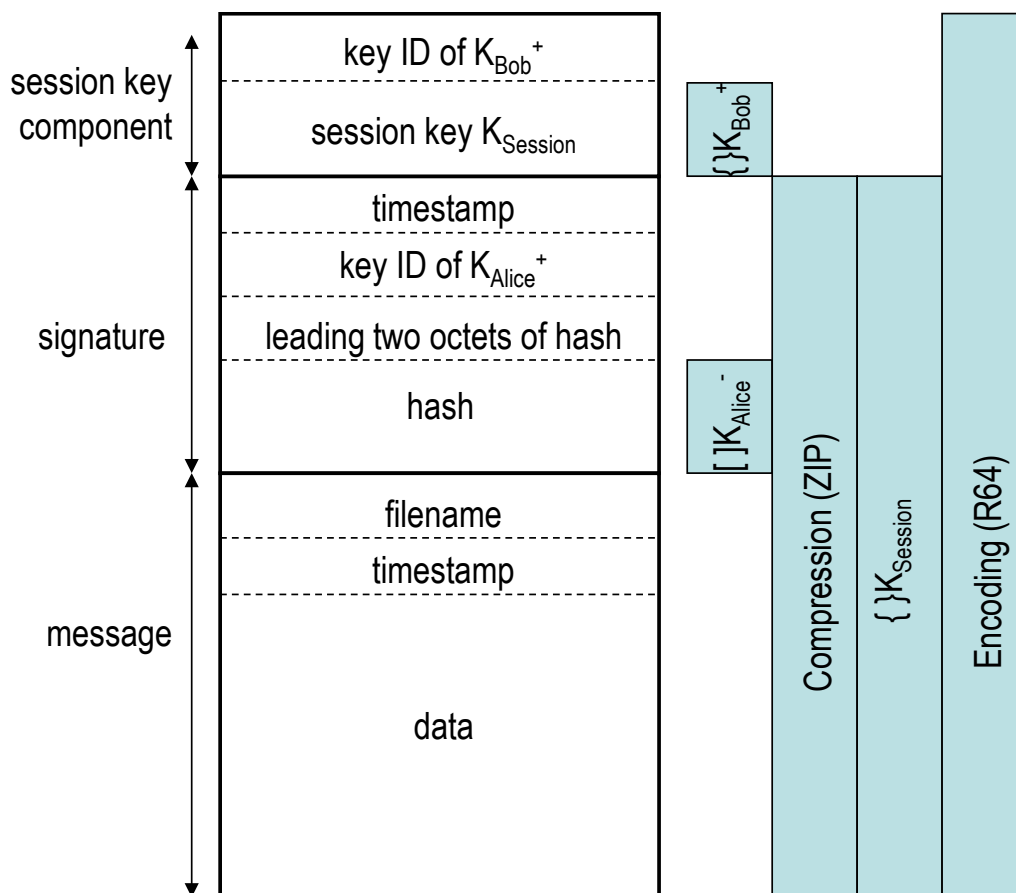 key ID of K_Bob^+
session key
component
session key K_Session
{}K_Bob^+
timestamp
key ID of K_Alice^+
signature
leading two octets of hash
hash
[ ]K_Alice^-
filename
timestamp
message
data
Compression (ZIP)
{ }K_Session
Encoding (R64)